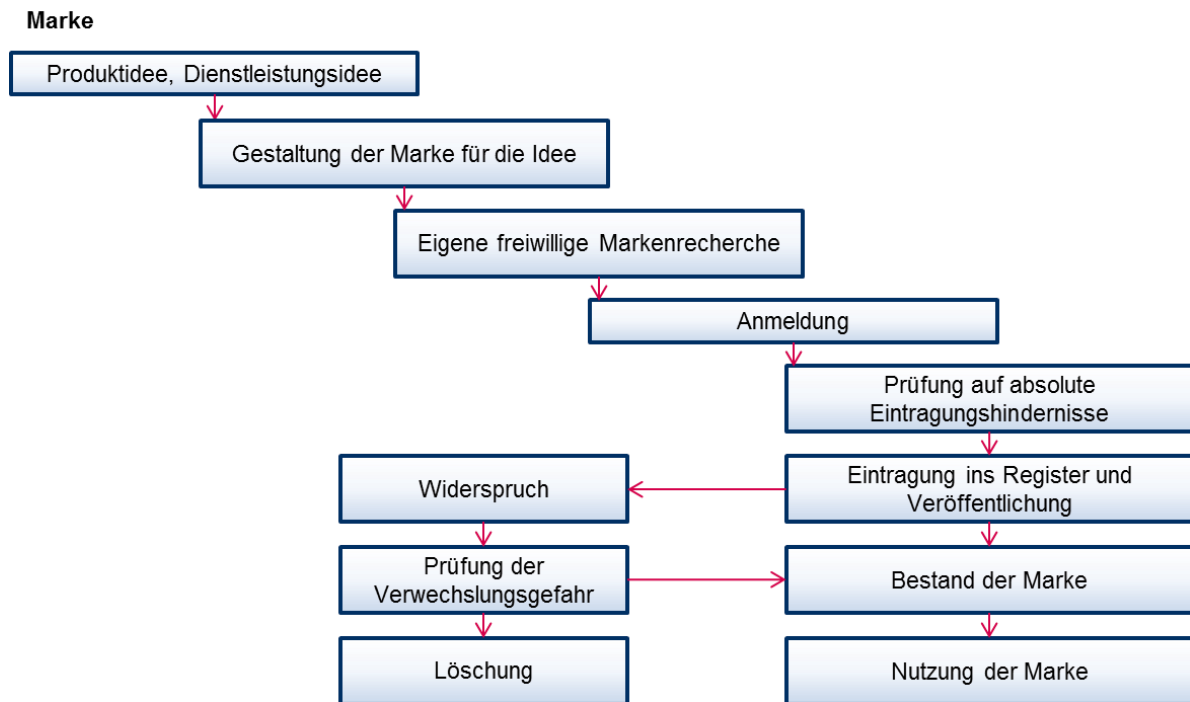 Marke
Produktidee, Dienstleistungsidee
Gestaltung der Marke für die Idee
Eigene freiwillige Markenrecherche
Anmeldung
Prüfung auf absolute
Eintragungshindernisse
Widerspruch
Eintragung ins Register und
Veröffentlichung
Prüfung der
Verwechslungsgefahr
Bestand der Marke
Löschung
Nutzung der Marke